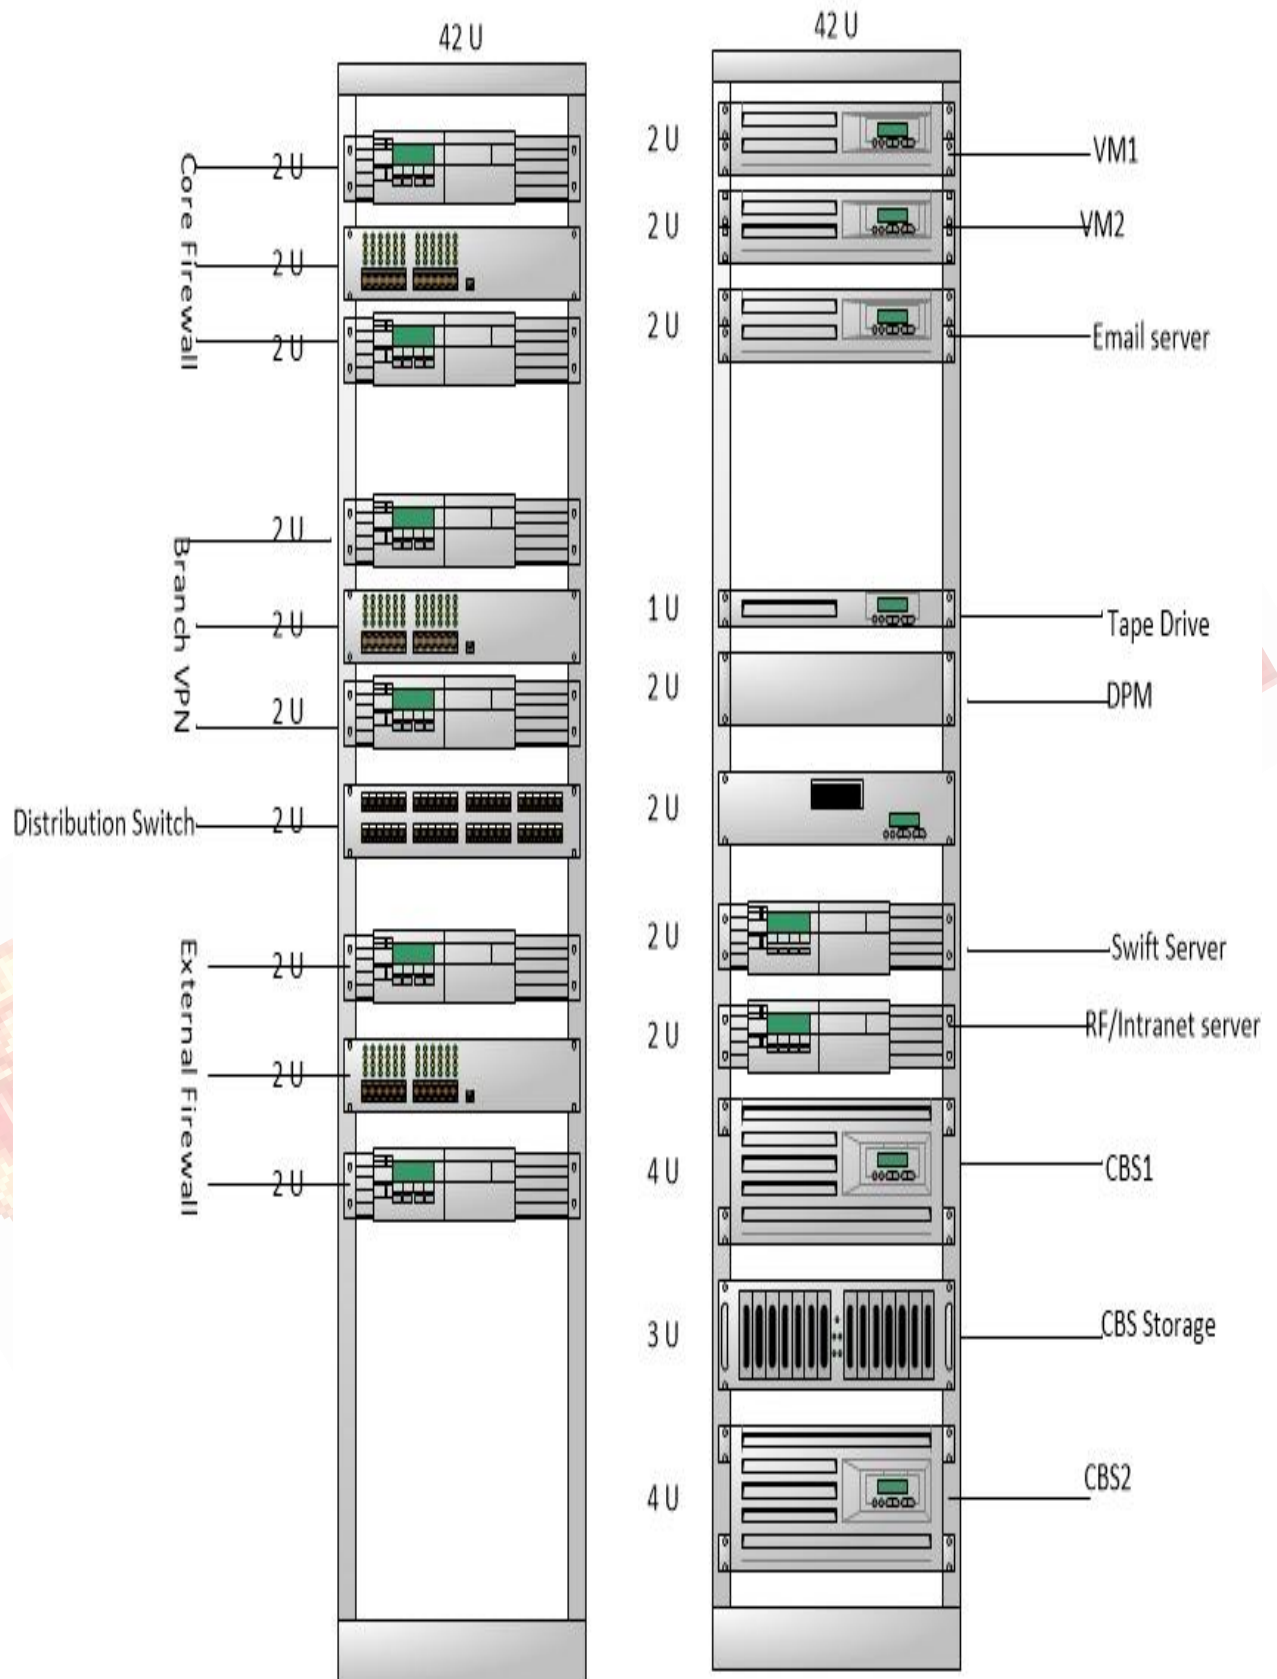 42 U
Core Firewall
2 U
2 U
2 U
Branch VPN
2 U
2 U
2 U
Distribution Switch
2 U
External Firewall
2 U
2 U
2 U
42 U
2 U
VM1
2 U
VM2
2 U
Email server
1 U
Tape Drive
2 U
DPM
2 U
2 U
Swift Server
2 U
RF/Intranet server
4 U
CBS1
3 U
CBS Storage
4 U
CBS2